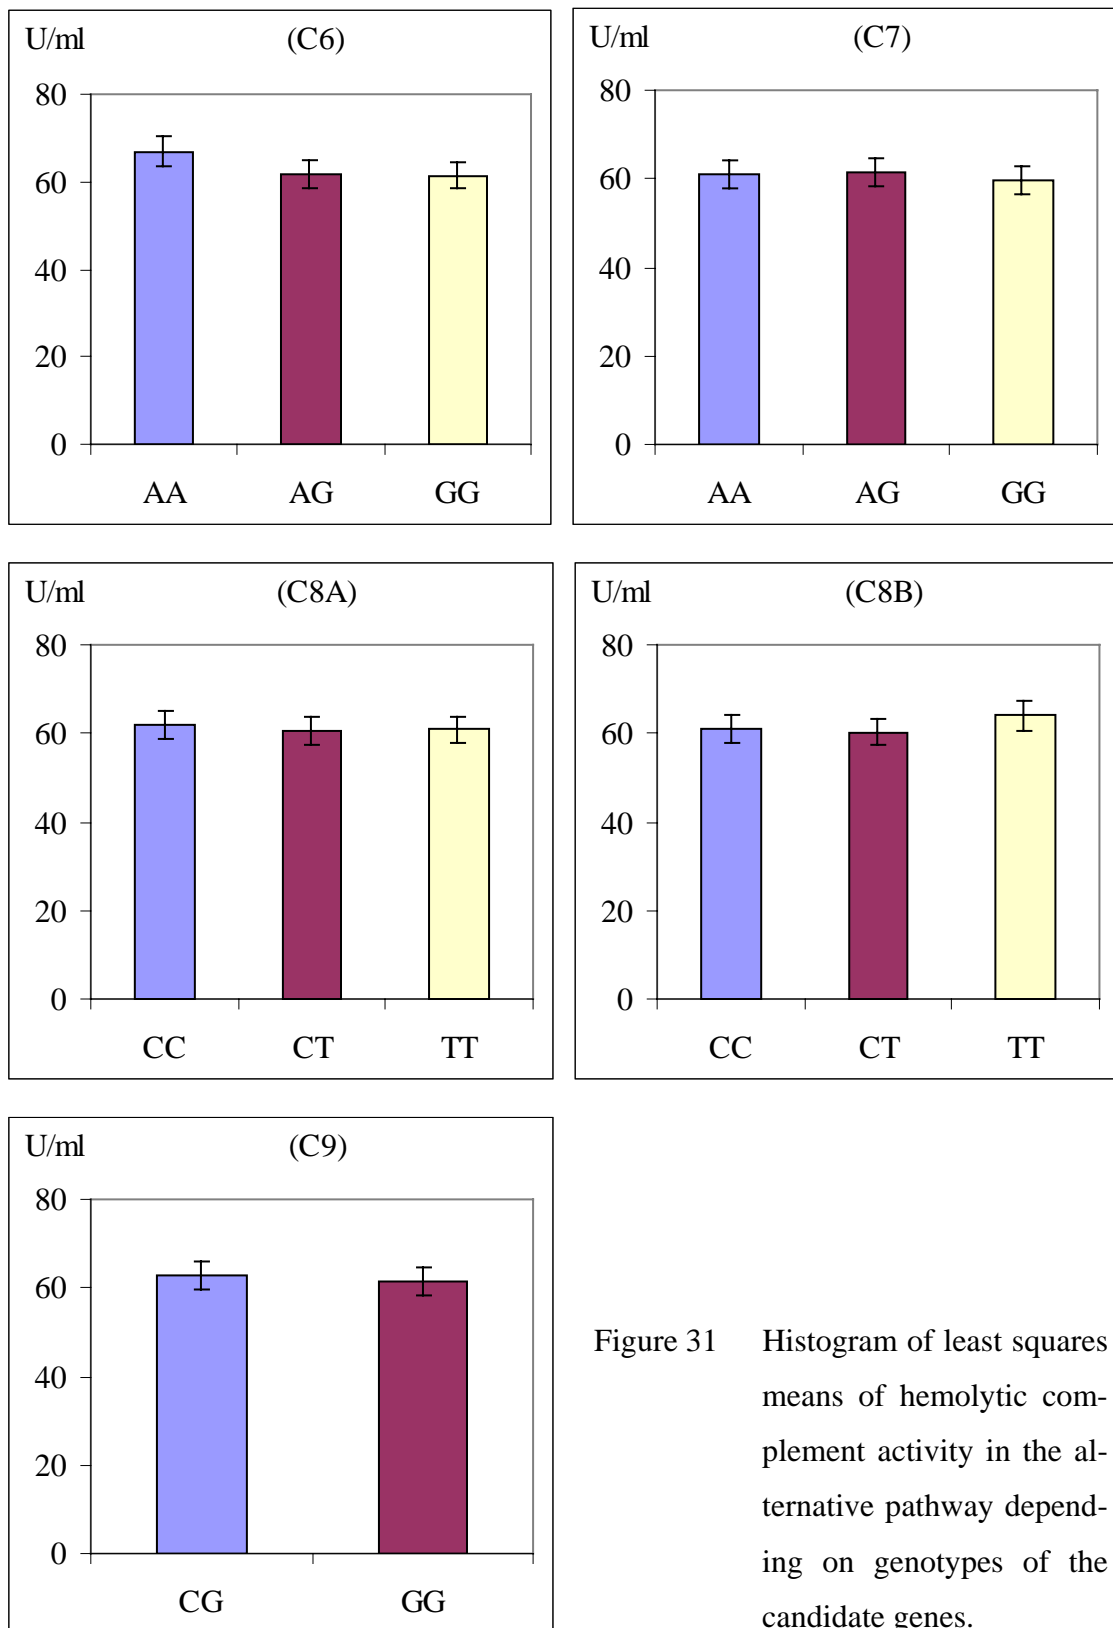 U/ml (C6)
80
60
40
20
0
AA AG GG
U/ml (C7)
80
60
40
20
0
AA AG GG
U/ml (C8A)
80
60
40
20
0
CC CT TT
U/ml (C8B)
80
60
40
20
0
CC CT TT
U/ml (C9)
80
60
40
20
0
CG GG
Figure 31 Histogram of least squares
means of hemolytic com-
plement activity in the al-
ternative pathway depend-
ing on genotypes of the
candidate genes.